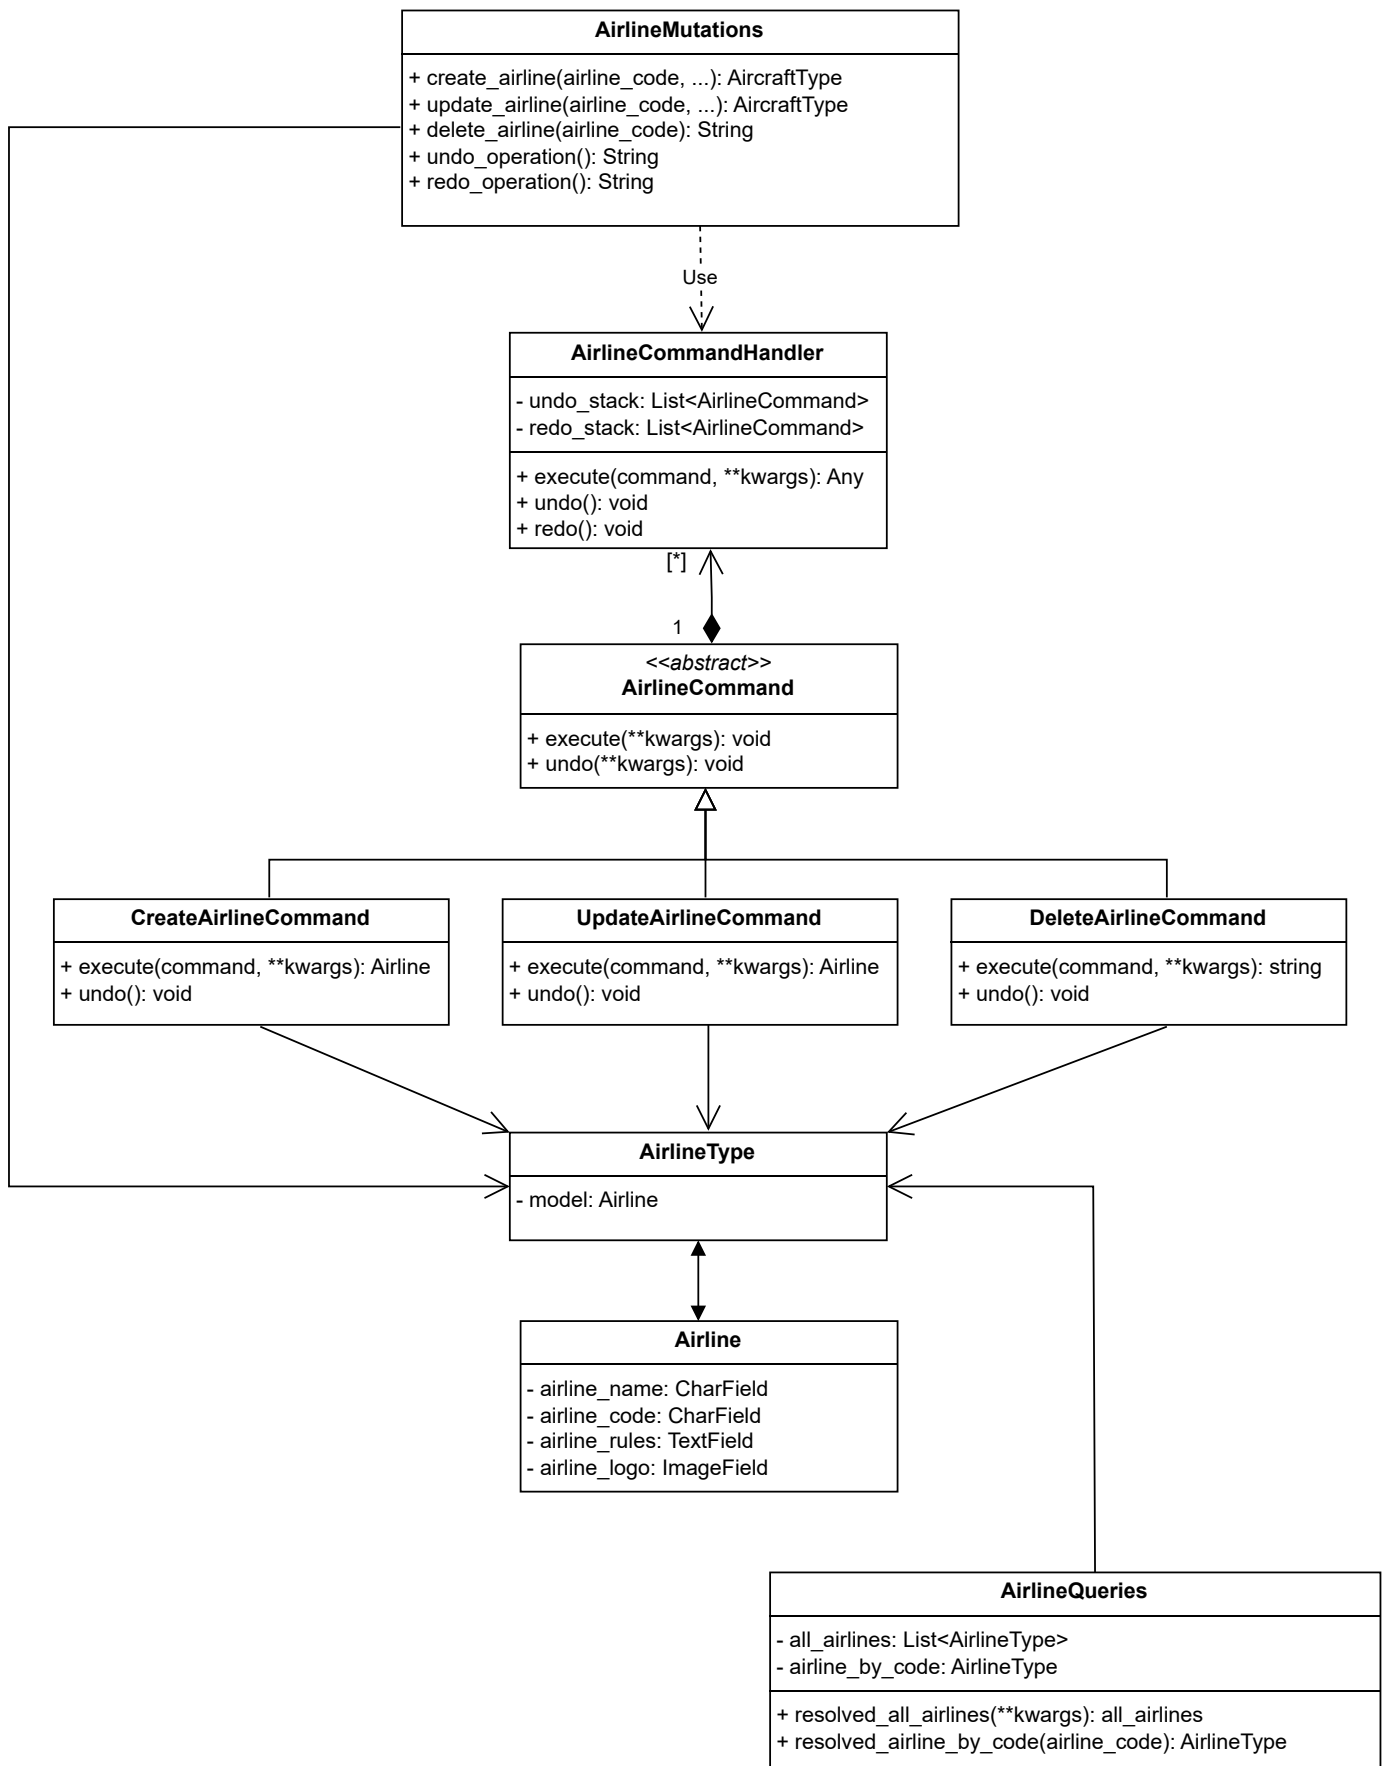 AirlineMutations
+ create_airline(airline_code, ...): AircraftType
+ update_airline(airline_code, ...): AircraftType
+ delete_airline(airline_code): String
+ undo_operation(): String
+ redo_operation(): String
Use
AirlineCommandHandler
- undo_stack: List<AirlineCommand>
- redo_stack: List<AirlineCommand>
+ execute(command, **kwargs): Any
+ undo(): void
+ redo(): void
[*]
1
<<abstract>>
AirlineCommand
+ execute(**kwargs): void
+ undo(**kwargs): void
CreateAirlineCommand
+ execute(command, **kwargs): Airline
+ undo(): void
UpdateAirlineCommand
+ execute(command, **kwargs): Airline
+ undo(): void
DeleteAirlineCommand
+ execute(command, **kwargs): string
+ undo(): void
AirlineType
- model: Airline
Airline
- airline_name: CharField
- airline_code: CharField
- airline_rules: TextField
- airline_logo: ImageField
AirlineQueries
- all_airlines: List<AirlineType>
- airline_by_code: AirlineType
+ resolved_all_airlines(**kwargs): all_airlines
+ resolved_airline_by_code(airline_code): AirlineType